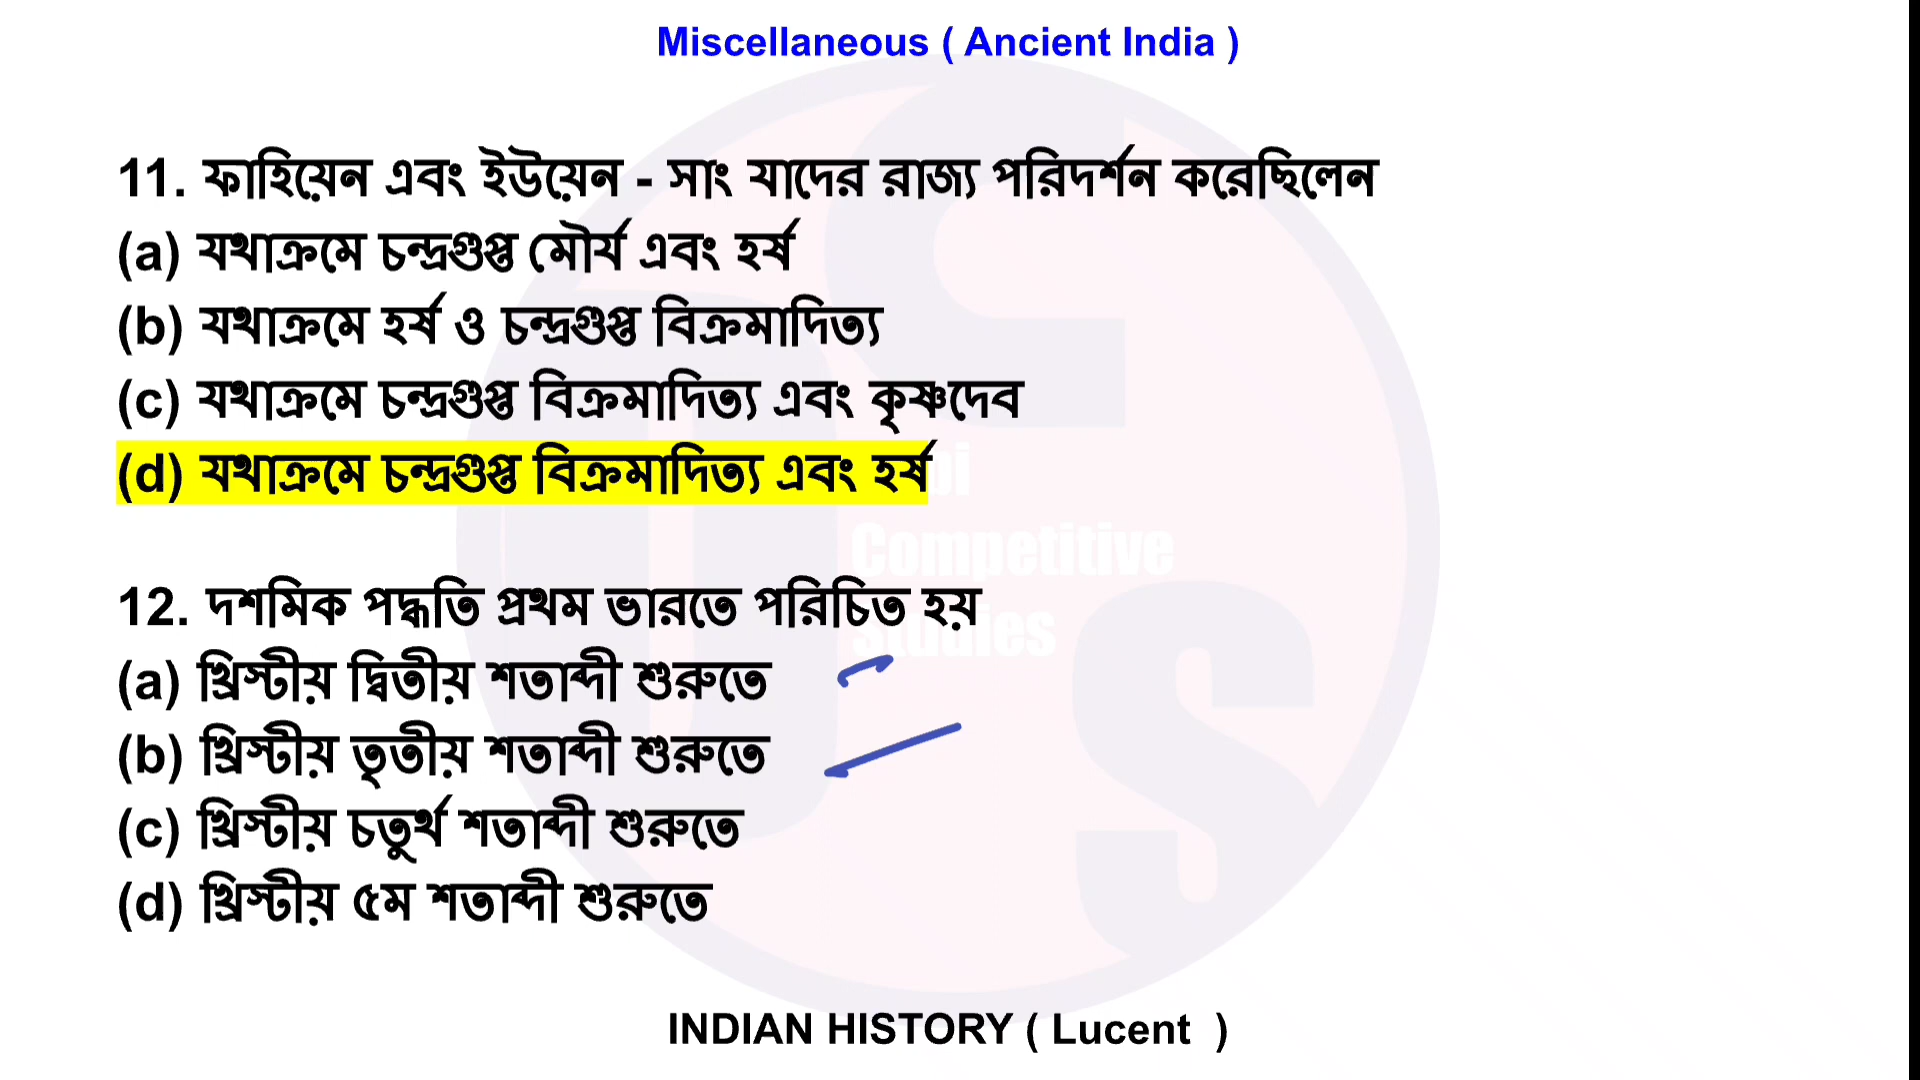 Miscellaneous ( Ancient India )
11. ফাহিয়েন এবং ইউয়েন - সাং যাদের রাজ্য পরিদর্শন করেছিলেন
(a) যথাক্রমে চন্দ্রগুপ্ত মৌর্য এবং হর্ষ
(b) যথাক্রমে হর্ষ ও চন্দ্রগুপ্ত বিক্রমাদিত্য
(c) যথাক্রমে চন্দ্রগুপ্ত বিক্রমাদিত্য এবং কৃষ্ণদেব
(d) যথাক্রমে চন্দ্রগুপ্ত বিক্রমাদিত্য এবং হর্ষ
Competitive
Studies
12. দশমিক পদ্ধতি প্রথম ভারতে পরিচিত হয়
(a) খ্রিস্টীয় দ্বিতীয় শতাব্দী শুরুতে
(b) খ্রিস্টীয় তৃতীয় শতাব্দী শুরুতে
(c) খ্রিস্টীয় চতুর্থ শতাব্দী শুরুতে
(d) খ্রিস্টীয় ৫ম শতাব্দী শুরুতে
INDIAN HISTORY ( Lucent )